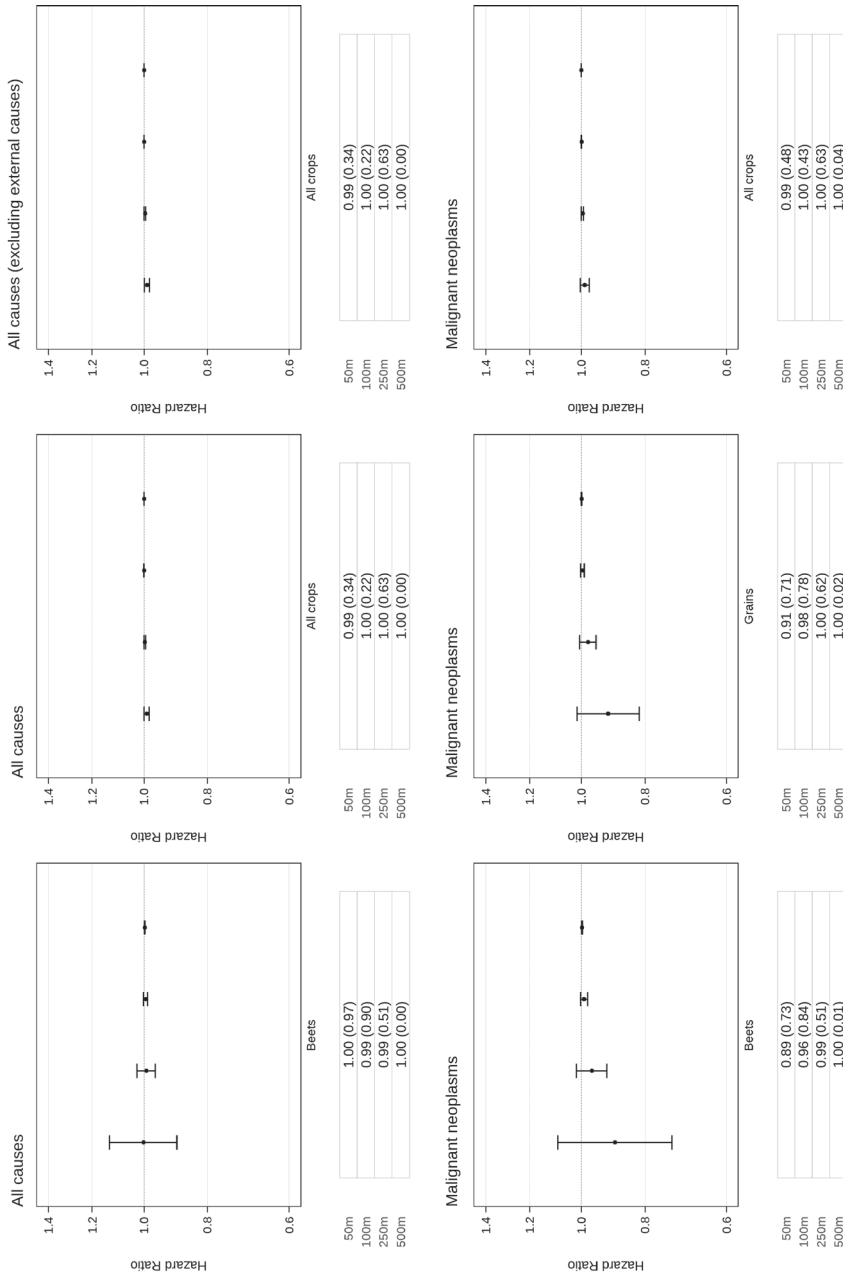 All causes
Hazard Ratio
1.4
1.2
1.0
0.8
0.6
Beets
50m 1.00 (0.97)
100m 0.99 (0.90)
250m 0.99 (0.51)
500m 1.00 (0.00)
All causes
Hazard Ratio
1.4
1.2
1.0
0.8
0.6
All crops
50m 0.99 (0.34)
100m 1.00 (0.22)
250m 1.00 (0.63)
500m 1.00 (0.00)
All causes (excluding external causes)
Hazard Ratio
1.4
1.2
1.0
0.8
0.6
All crops
50m 0.99 (0.34)
100m 1.00 (0.22)
250m 1.00 (0.63)
500m 1.00 (0.00)
Malignant neoplasms
Hazard Ratio
1.4
1.2
1.0
0.8
0.6
Beets
50m 0.89 (0.73)
100m 0.96 (0.84)
250m 0.99 (0.51)
500m 1.00 (0.01)
Malignant neoplasms
Hazard Ratio
1.4
1.2
1.0
0.8
0.6
Grains
50m 0.91 (0.71)
100m 0.98 (0.78)
250m 1.00 (0.62)
500m 1.00 (0.02)
Malignant neoplasms
Hazard Ratio
1.4
1.2
1.0
0.8
0.6
All crops
50m 0.99 (0.48)
100m 1.00 (0.43)
250m 1.00 (0.63)
500m 1.00 (0.04)